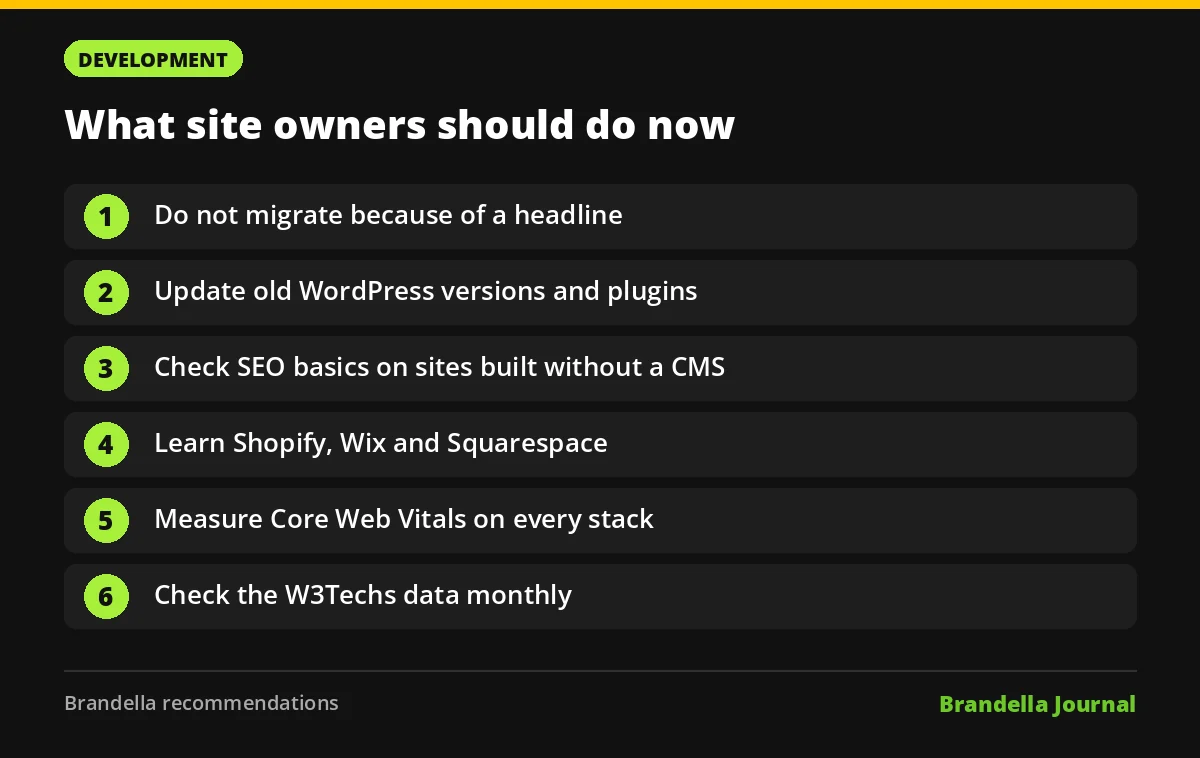 DEVELOPMENT
What site owners should do now
1 Do not migrate because of a headline
2 Update old WordPress versions and plugins
3 Check SEO basics on sites built without a CMS
4 Learn Shopify, Wix and Squarespace
5 Measure Core Web Vitals on every stack
6 Check the W3Techs data monthly
Brandella recommendations
Brandella Journal